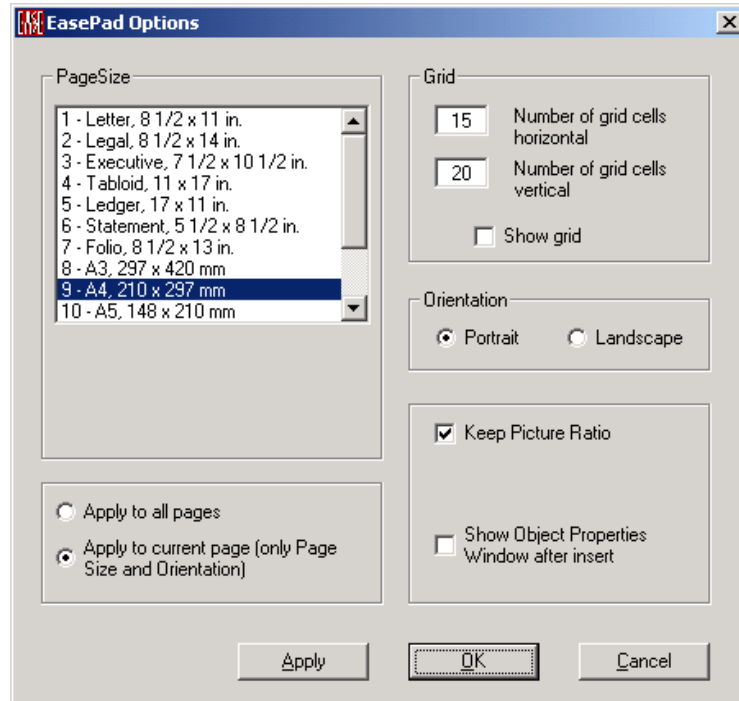 EasePad Options
PageSize
1 - Letter, 8 1/2 x 11 in.
2 - Legal, 8 1/2 x 14 in.
3 - Executive, 7 1/2 x 10 1/2 in.
4 - Tabloid, 11 x 17 in.
5 - Ledger, 17 x 11 in.
6 - Statement, 5 1/2 x 8 1/2 in.
7 - Folio, 8 1/2 x 13 in.
8 - A3, 297 x 420 mm
9 - A4, 210 x 297 mm
10 - A5, 148 x 210 mm
Apply to all pages
Apply to current page (only Page
Size and Orientation)
Grid
15 Number of grid cells
horizontal
20 Number of grid cells
vertical
Show grid
Orientation
Portrait Landscape
Keep Picture Ratio
Show Object Properties
Window after insert
Apply OK Cancel